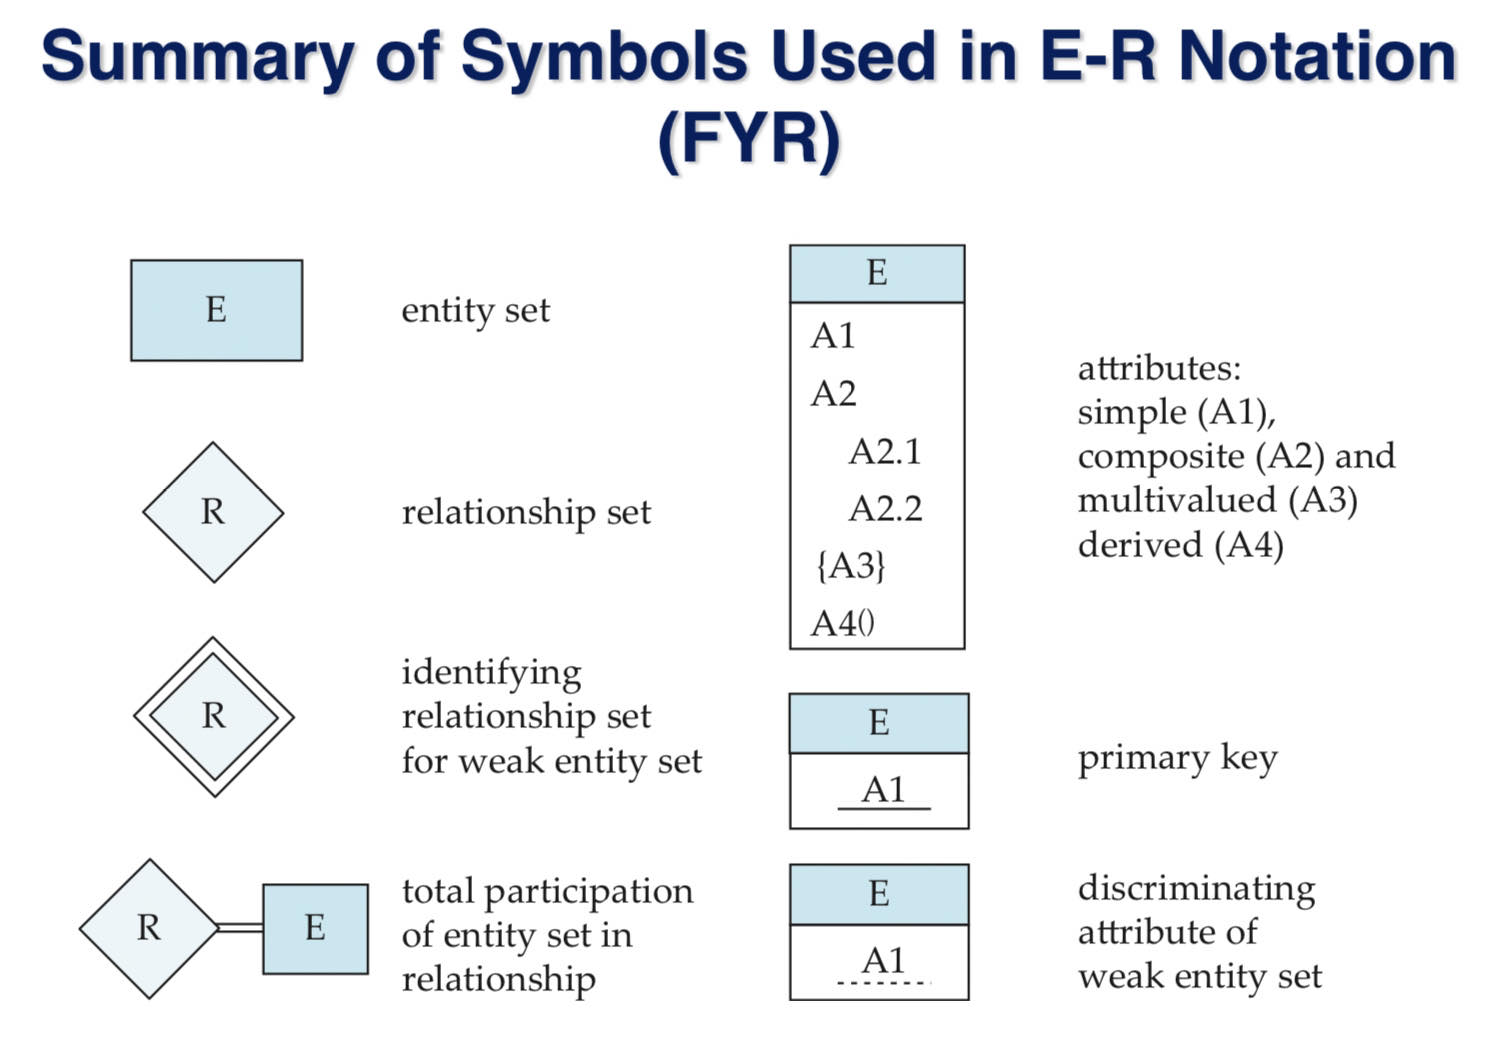 Summary of Symbols Used in E-R Notation
(FYR)
E
entity set
R
relationship set
R
identifying
relationship set
for weak entity set
R
E
total participation
of entity set in
relationship
E
A1
A2
A2.1
A2.2
{A3}
A4()
attributes:
simple (A1),
composite (A2) and
multivalued (A3)
derived (A4)
E
A1
primary key
E
A1
discriminating
attribute of
weak entity set